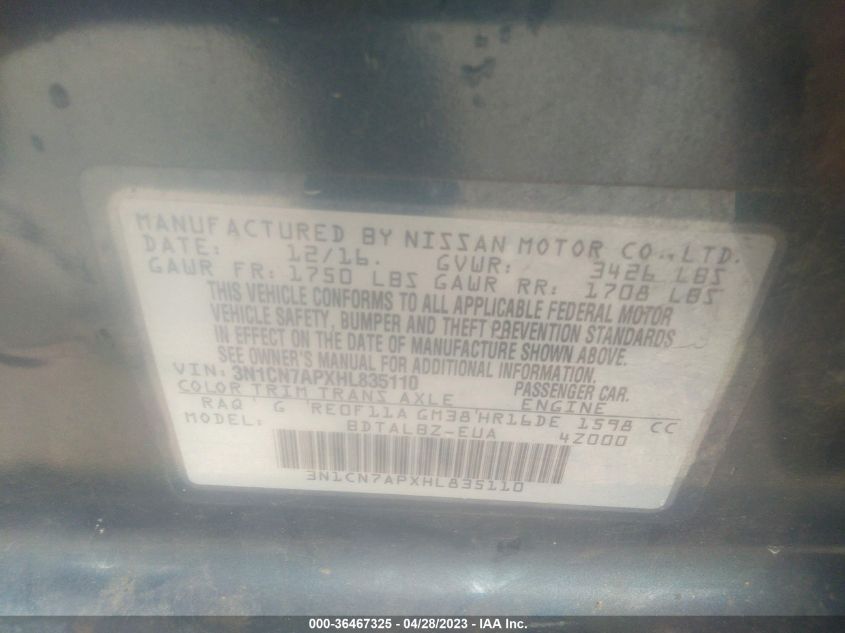 MANUFACTURED BY NISSAN MOTOR CO., LTD.
DATE: 12/16. GVWR: 3426 LBS
GAWR FR: 1750 LBS GAWR RR: 1708 LBS
THIS VEHICLE CONFORMS TO ALL APPLICABLE FEDERAL MOTOR
VEHICLE SAFETY, BUMPER AND THEFT PREVENTION STANDARDS
IN EFFECT ON THE DATE OF MANUFACTURE SHOWN ABOVE.
SEE OWNER'S MANUAL FOR ADDITIONAL INFORMATION.
VIN: 3N1CN7APXHL835110 PASSENGER CAR.
COLOR TRIM TRANS AXLE ENGINE
RAQ G RE0F11A GM38 HR16DE 1598 CC
MODEL: BDTALBZ-EUA 4Z000
3N1CN7APXHL835110
000-36467325 | 04/28/2023 - IAA Inc.